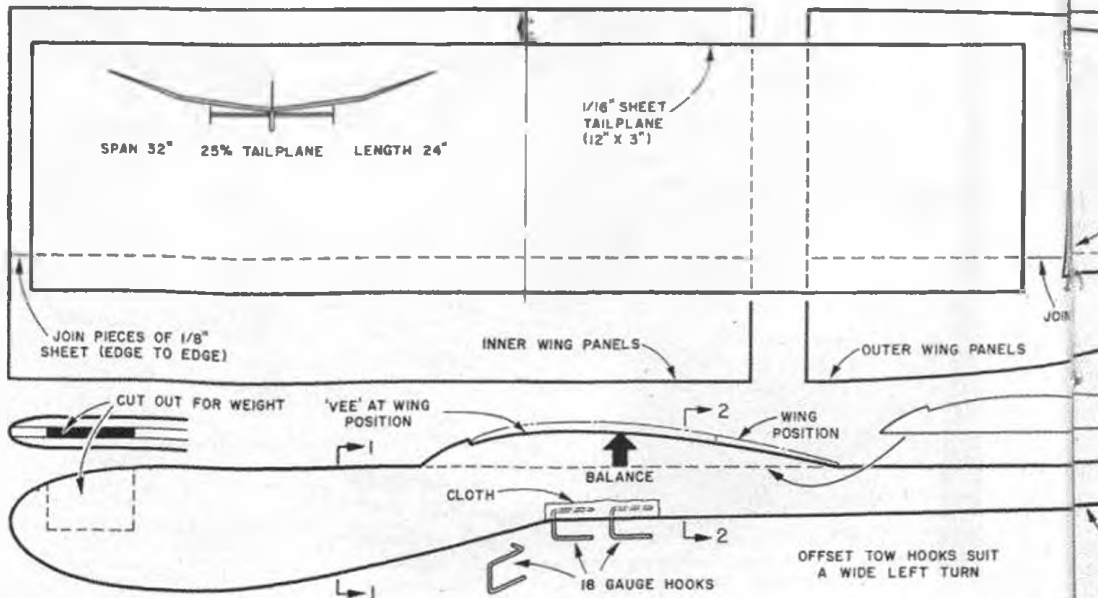 1/16" SHEET
TAILPLANE
(12" X 3")
SPAN 32" 25% TAILPLANE LENGTH 24"
JOIN PIECES OF 1/8"
SHEET (EDGE TO EDGE)
INNER WING PANELS
OUTER WING PANELS
JOIN
CUT OUT FOR WEIGHT
'VEE' AT WING
POSITION
2
WING
POSITION
1
BALANCE
CLOTH
2
18 GAUGE HOOKS
1
OFFSET TOW HOOKS SUIT
A WIDE LEFT TURN